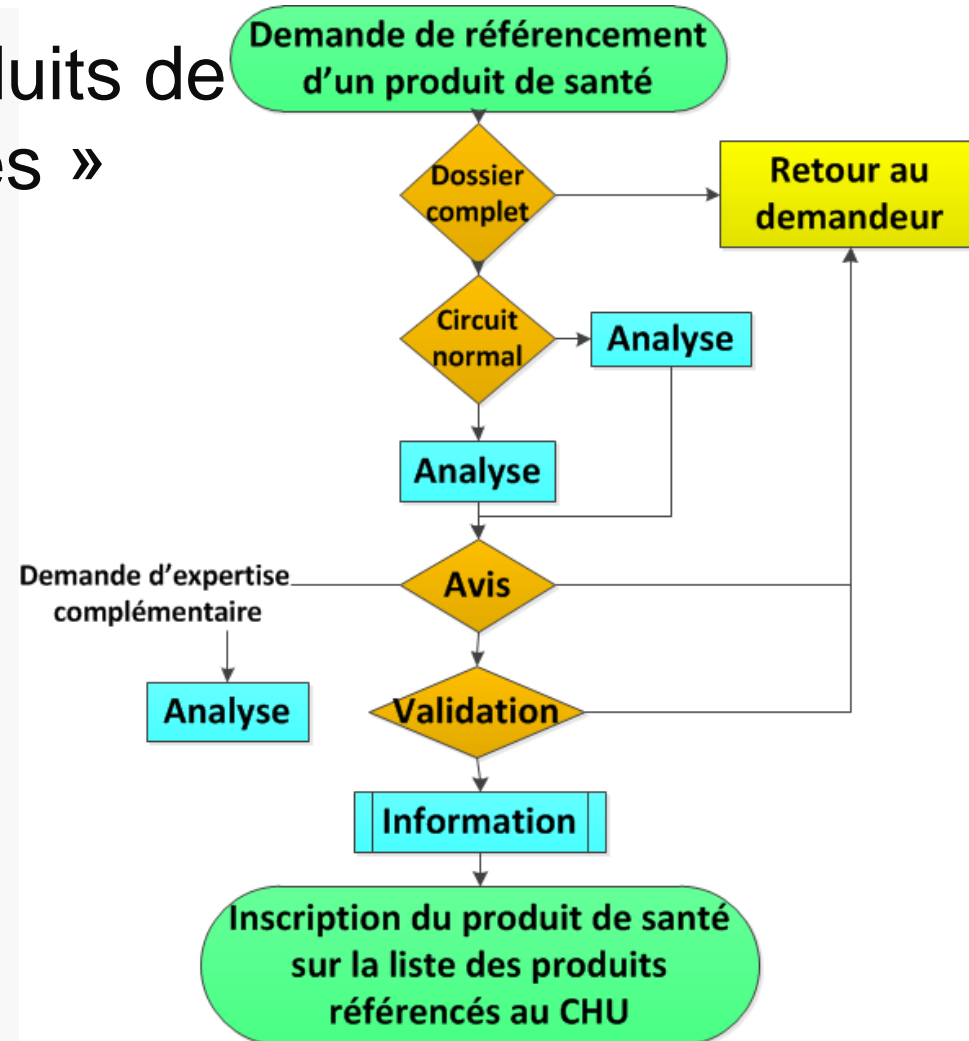 duits de
es »
Demande de référencement
d’un produit de santé
Dossier
complet
Retour au
demandeur
Circuit
normal
Analyse
Analyse
Avis
Demande d’expertise
complémentaire
Analyse
Validation
Information
Inscription du produit de santé
sur la liste des produits
référencés au CHU